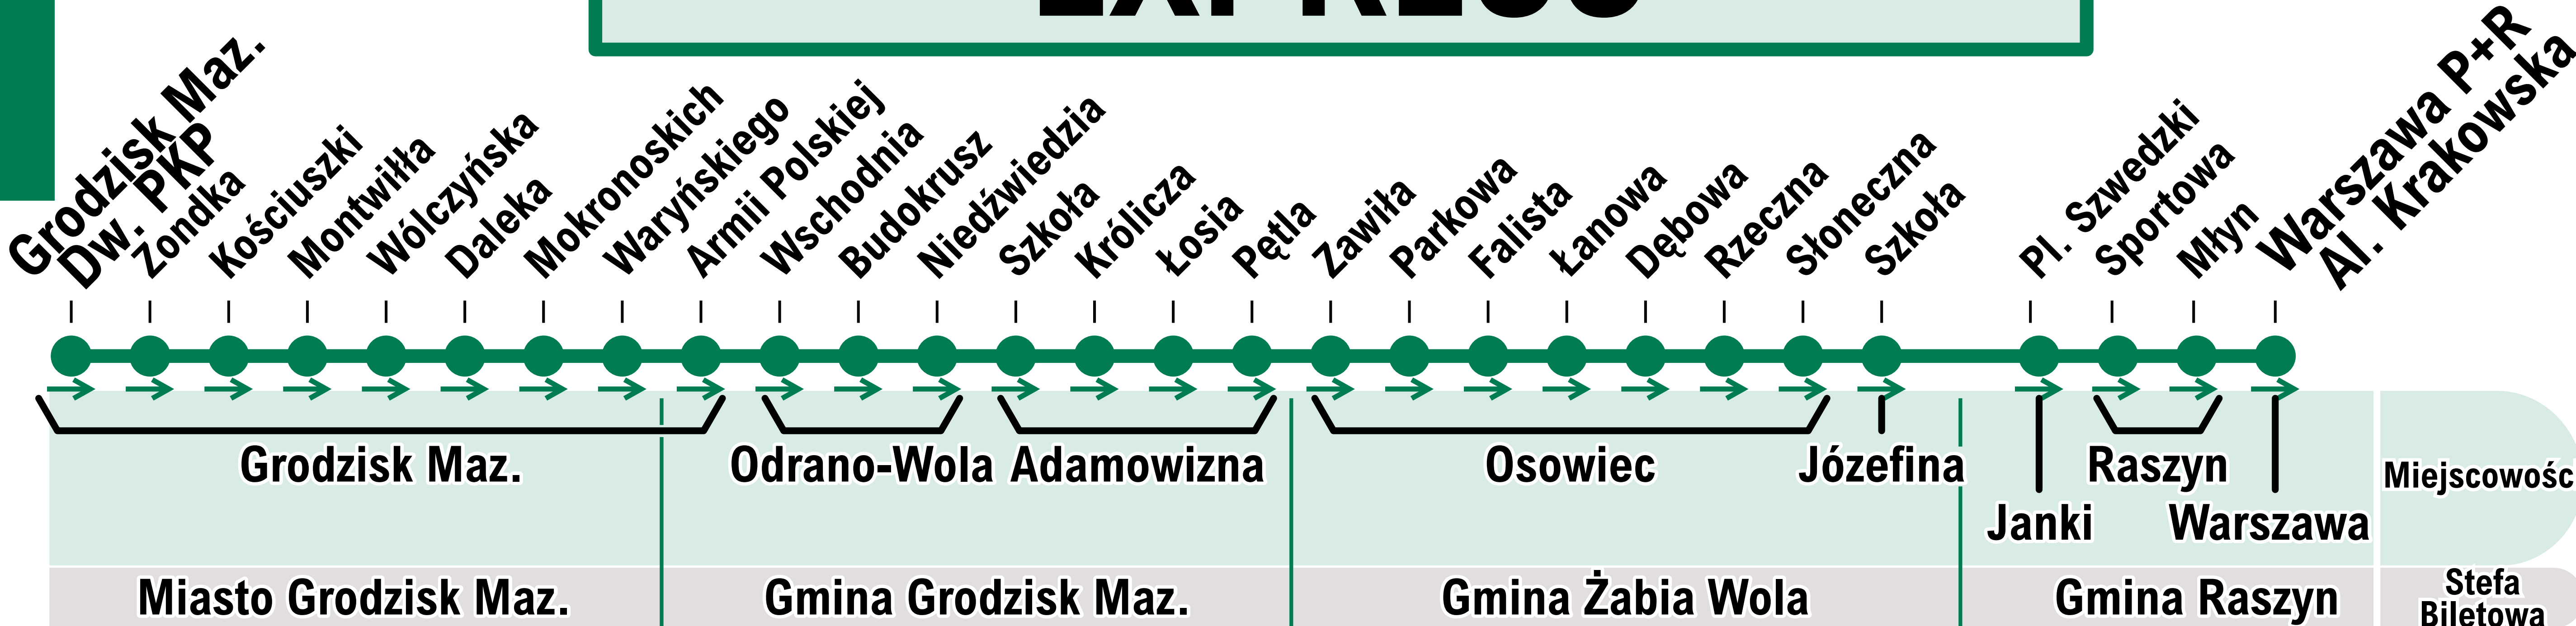 EXPRESS
Grodzisk Maz.
Dw. PKP
Żondka
Kościuszki
Montwiłła
Wólczyńska
Daleka
Mokronoskich
Waryńskiego
Armii Polskiej
Wschodnia
Budokrusz
Niedźwiedzia
Szkoła
Królicza
Łosia
Pętla
Zawiła
Parkowa
Falista
Łanowa
Dębowa
Rzeczna
Słoneczna
Szkoła
Pl. Szwedzki
Sportowa
Młyn
Warszawa P+R
Al. Krakowska
Grodzisk Maz.
Odrano-Wola
Adamowizna
Osowiec
Józefina
Janki
Raszyn
Warszawa
Miejscowość
Miasto Grodzisk Maz.
Gmina Grodzisk Maz.
Gmina Żabia Wola
Gmina Raszyn
Stefa
Biletowa